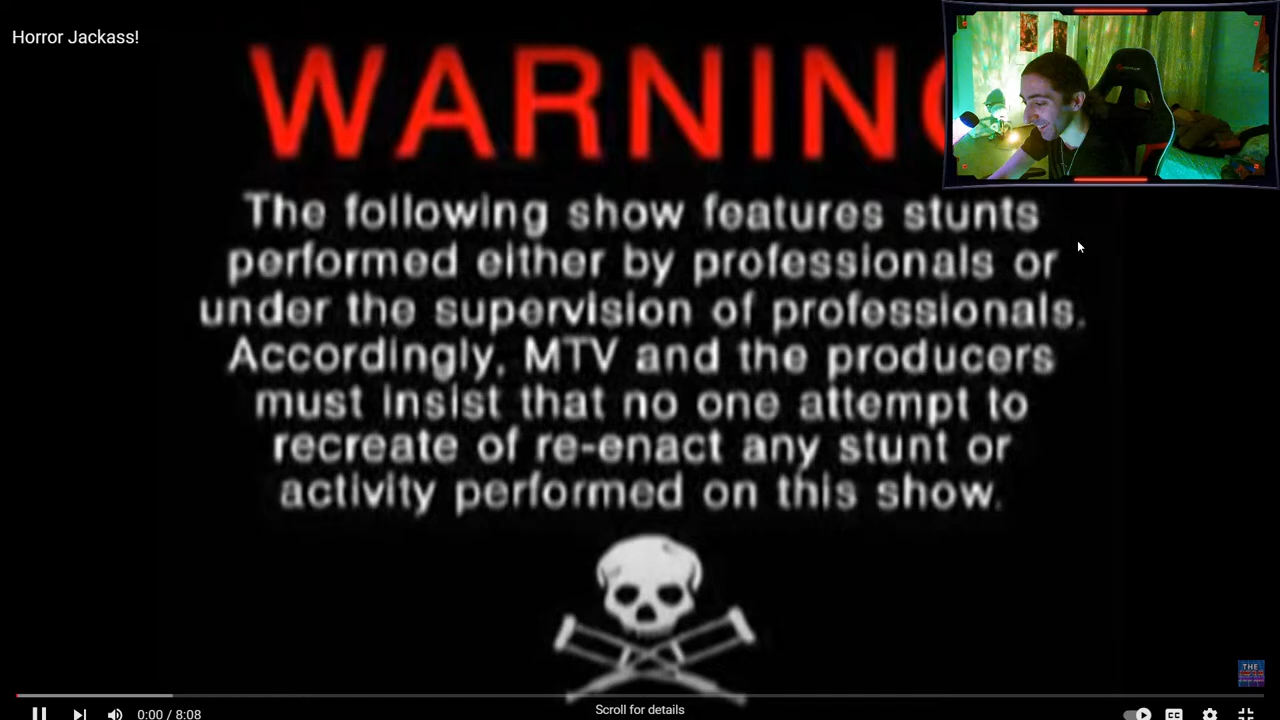 Horror Jackass!
WARNING
The following show features stunts
performed either by professionals or
under the supervision of professionals.
Accordingly, MTV and the producers
must insist that no one attempt to
recreate of re-enact any stunt or
activity performed on this show.
THE
0:00 / 8:08
Scroll for details
CC